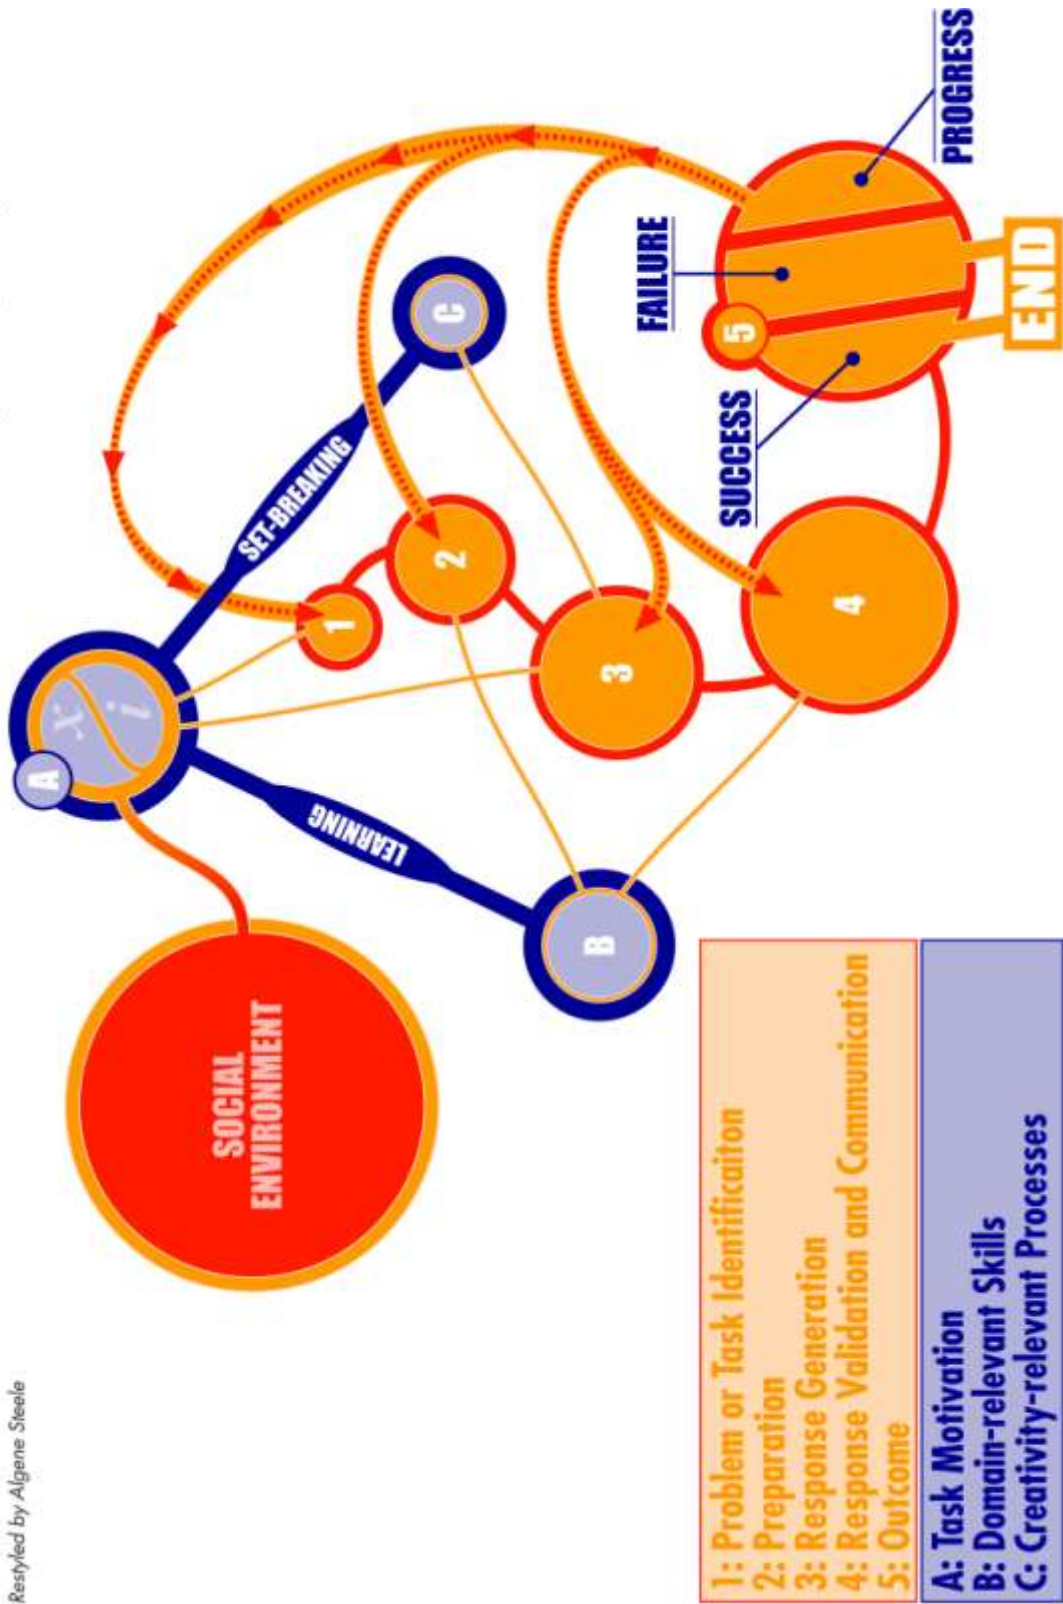 Restyled by Algene Steele
SOCIAL
ENVIRONMENT
A
x
i
LEARNING
SET-BREAKING
B
C
1
2
3
4
5
SUCCESS
FAILURE
PROGRESS
END
1: Problem or Task Identificaiton
2: Preparation
3: Response Generation
4: Response Validation and Communication
5: Outcome
A: Task Motivation
B: Domain-relevant Skills
C: Creativity-relevant Processes